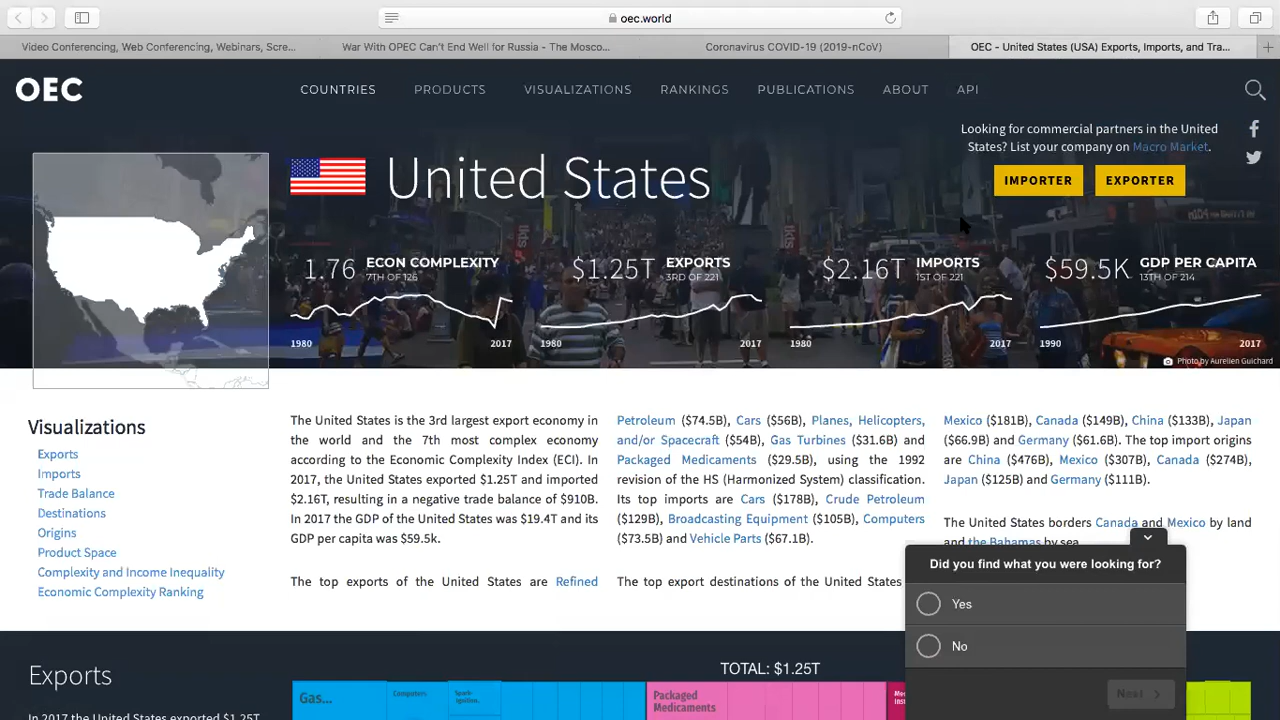 oec.world
Video Conferencing, Web Conferencing, Webinars, Scre...
War With OPEC Can't End Well for Russia - The Mosco...
Coronavirus COVID-19 (2019-nCoV)
OEC - United States (USA) Exports, Imports, and Tra...
OEC
COUNTRIES
PRODUCTS
VISUALIZATIONS
RANKINGS
PUBLICATIONS
ABOUT
API
Looking for commercial partners in the United
States? List your company on Macro Market.
IMPORTER
EXPORTER
United States
1.76 ECON COMPLEXITY
7TH OF 126
$1.25T EXPORTS
3RD OF 221
$2.16T IMPORTS
1ST OF 221
$59.5K GDP PER CAPITA
13TH OF 214
1980 2017
1980 2017
1980 2017
1990 2017
Photo by Aurelien Guichard
Visualizations
Exports
Imports
Trade Balance
Destinations
Origins
Product Space
Complexity and Income Inequality
Economic Complexity Ranking
The United States is the 3rd largest export economy in
the world and the 7th most complex economy
according to the Economic Complexity Index (ECI). In
2017, the United States exported $1.25T and imported
$2.16T, resulting in a negative trade balance of $910B.
In 2017 the GDP of the United States was $19.4T and its
GDP per capita was $59.5k.
The top exports of the United States are Refined
Petroleum ($74.5B), Cars ($56B), Planes, Helicopters,
and/or Spacecraft ($54B), Gas Turbines ($31.6B) and
Packaged Medicaments ($29.5B), using the 1992
revision of the HS (Harmonized System) classification.
Its top imports are Cars ($178B), Crude Petroleum
($129B), Broadcasting Equipment ($105B), Computers
($73.5B) and Vehicle Parts ($67.1B).
The top export destinations of the United States
Mexico ($181B), Canada ($149B), China ($133B), Japan
($66.9B) and Germany ($61.6B). The top import origins
are China ($476B), Mexico ($307B), Canada ($274B),
Japan ($125B) and Germany ($111B).
The United States borders Canada and Mexico by land
and the Bahamas by sea.
Did you find what you were looking for?
Yes
No
Next
Exports
In 2017 the United States exported $1.25T
TOTAL: $1.25T
Gas...
Computers
Spark-
Packaged
Medicaments